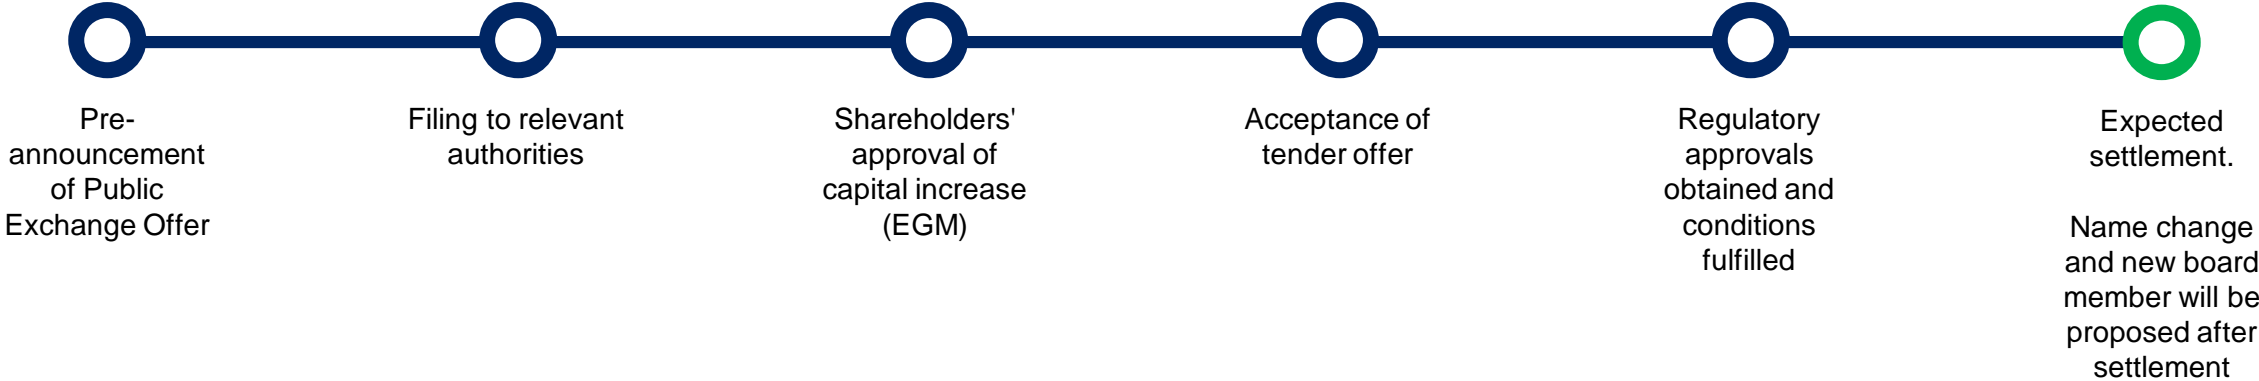 Pre-
announcement
of Public
Exchange Offer
Filing to relevant
authorities
Shareholders'
approval of
capital increase
(EGM)
Acceptance of
tender offer
Regulatory
approvals
obtained and
conditions
fulfilled
Expected
settlement.
Name change
and new board
member will be
proposed after
settlement